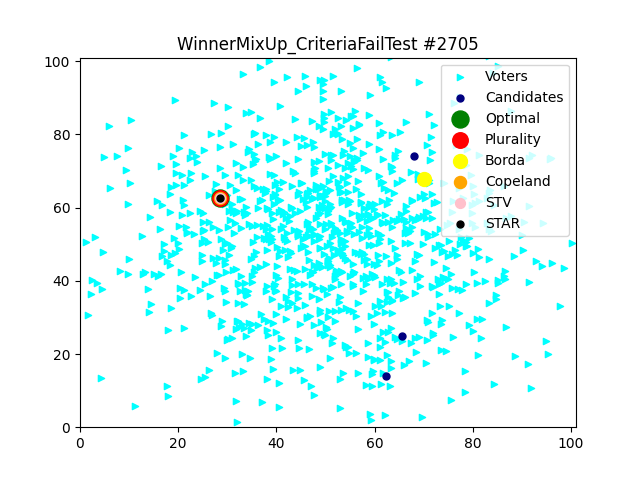 WinnerMixUp_CriteriaFailTest #2705
100
80
60
40
20
0
0 20 40 60 80 100
Voters
Candidates
Optimal
Plurality
Borda
Copeland
STV
STAR